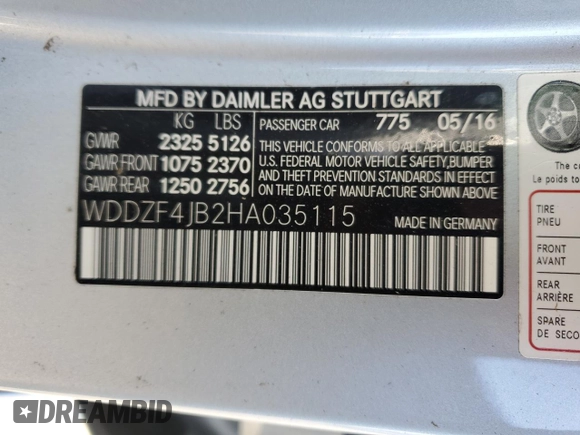 MFD BY DAIMLER AG STUTTGART
KG LBS PASSENGER CAR 775 05/16
GVWR 2325 5126
GAWR FRONT 1075 2370
GAWR REAR 1250 2756
THIS VEHICLE CONFORMS TO ALL APPLICABLE
U.S. FEDERAL MOTOR VEHICLE SAFETY, BUMPER
AND THEFT PREVENTION STANDARDS IN EFFECT
ON THE DATE OF MANUFACTURE SHOWN ABOVE.
WDDZF4JB2HA035115
MADE IN GERMANY
The
Le poids to
TIRE
PNEU
FRONT
AVANT
REAR
ARRIÈRE
SPARE
DE SECO
DREAMBID